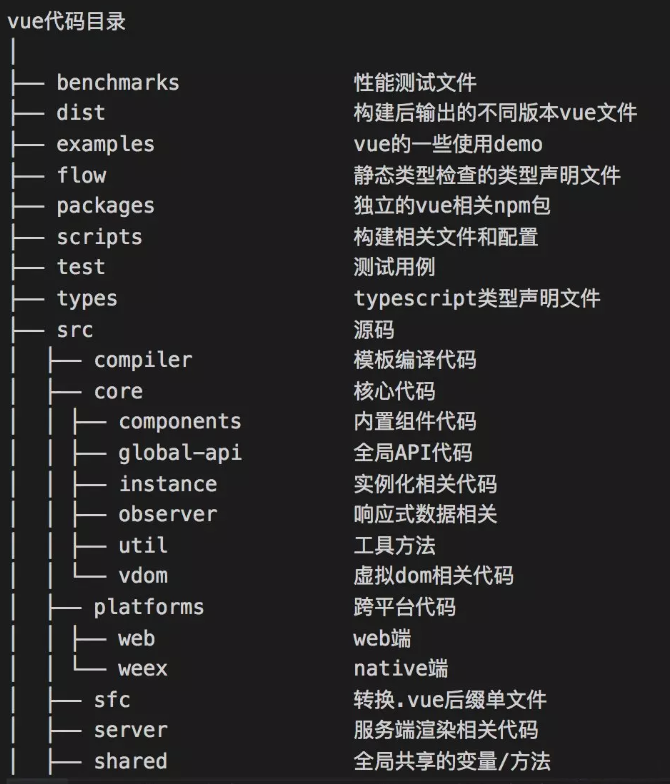 vue代码目录
│
├── benchmarks 性能测试文件
├── dist 构建后输出的不同版本vue文件
├── examples vue的一些使用demo
├── flow 静态类型检查的类型声明文件
├── packages 独立的vue相关npm包
├── scripts 构建相关文件和配置
├── test 测试用例
├── types typescript类型声明文件
├── src 源码
│  ├── compiler 模板编译代码
│  ├── core 核心代码
│  │ ├── components 内置组件代码
│  │ ├── global-api 全局API代码
│  │ ├── instance 实例化相关代码
│  │ ├── observer 响应式数据相关
│  │ ├── util 工具方法
│  │ └── vdom 虚拟dom相关代码
│  ├── platforms 跨平台代码
│  │ ├── web web端
│  │ └── weex native端
│  ├── sfc 转换.vue后缀单文件
│  ├── server 服务端渲染相关代码
│  ├── shared 全局共享的变量/方法